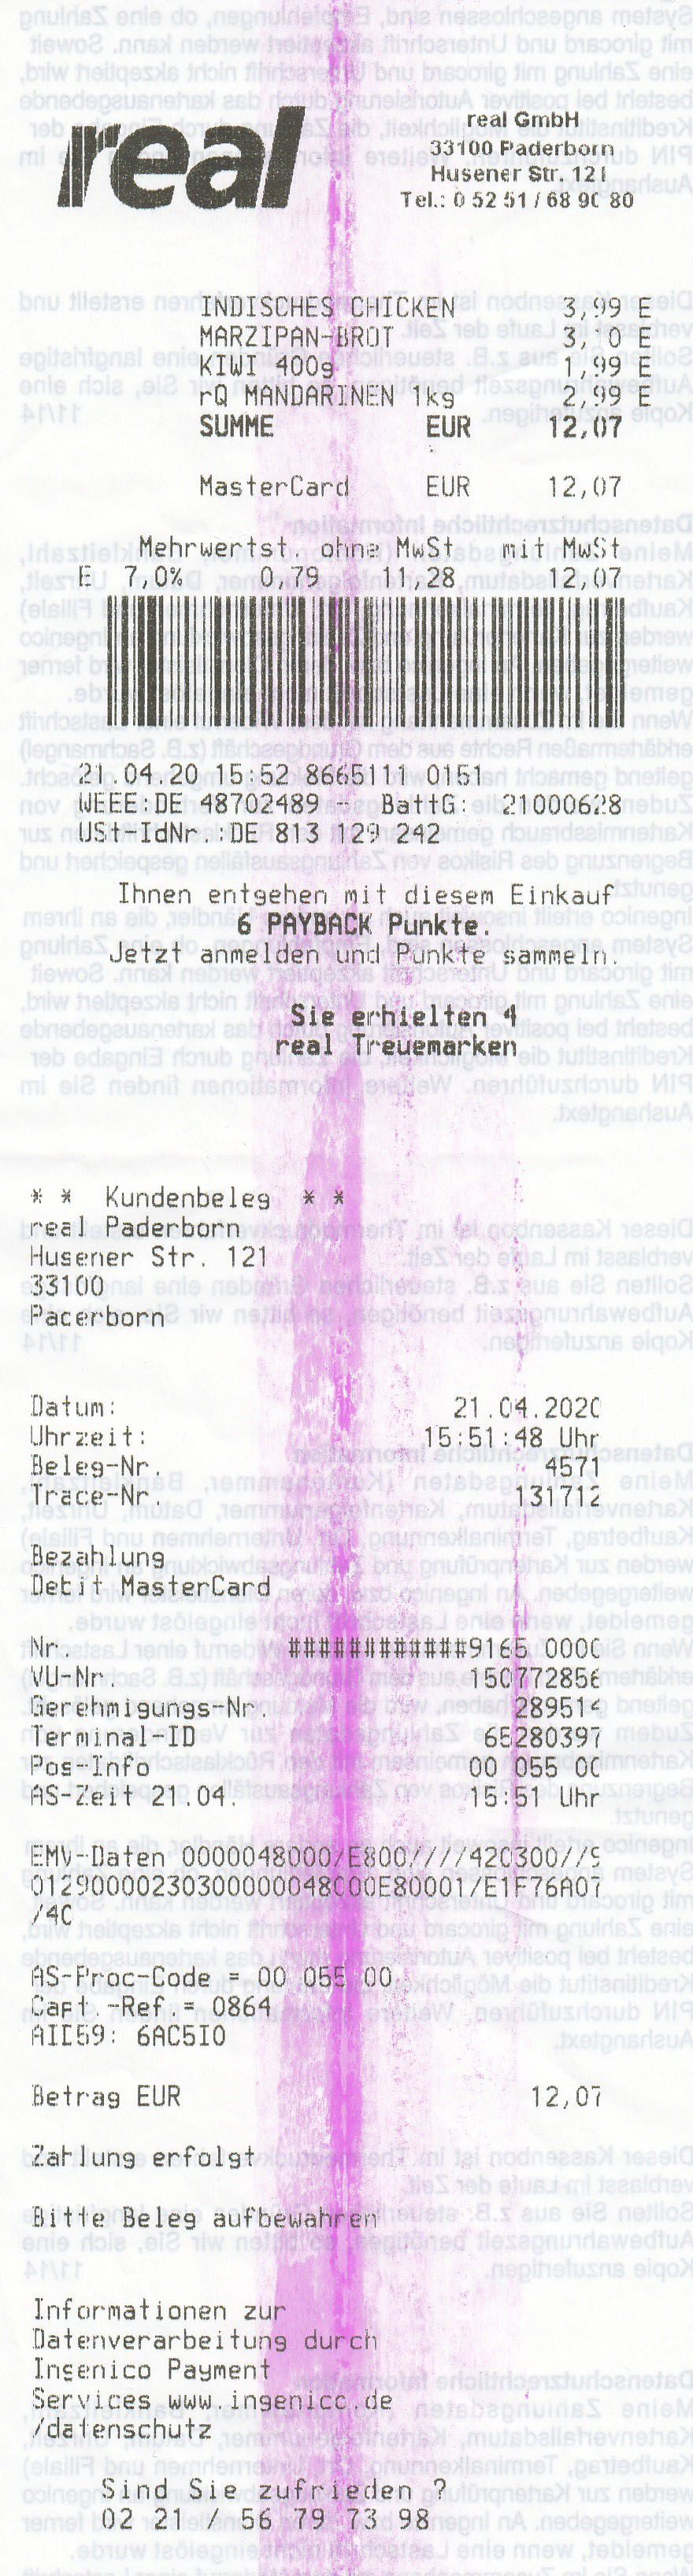 real
real GmbH
33100 Paderborn
Husener Str. 121
Tel.: 0 52 51 / 68 90 80
INDISCHES CHICKEN 3,99 E
MARZIPAN-BROT 3,10 E
KIWI 400g 1,99 E
rQ MANDARINEN 1kg 2,99 E
SUMME EUR 12,07
MasterCard EUR 12,07
Mehrwertst. ohne MwSt mit MwSt
E 7,0% 0,79 11,28 12,07
21.04.20 15:52 8665111 0151
WEEE:DE 48702489 - BattG: 21000628
USt-IdNr.:DE 813 129 242
Ihnen entgehen mit diesem Einkauf
6 PAYBACK Punkte.
Jetzt anmelden und Punkte sammeln.
Sie erhielten 4
real Treuemarken
* * Kundenbeleg * *
real Paderborn
Husener Str. 121
33100
Paderborn
Datum: 21.04.2020
Uhrzeit: 15:51:48 Uhr
Beleg-Nr. 4571
Trace-Nr. 131712
Bezahlung
Debit MasterCard
Nr. ############9165 0000
VU-Nr. 150772856
Genehmigungs-Nr.
Terminal-ID 65280397
Pos-Info 00 055 00
AS-Zeit 21.04. 15:51 Uhr
EMV-Daten
/4C
AS-Proc-Code = 00 055 00
Capt.-Ref.= 0864
AID59: 6AC5I0
Betrag EUR 12,07
Zahlung erfolgt
Bitte Beleg aufbewahren
Informationen zur
Datenverarbeitung durch
Ingenico Payment
Services www.ingenico.de
/datenschutz
Sind Sie zufrieden ?
02 21 / 56 79 73 98